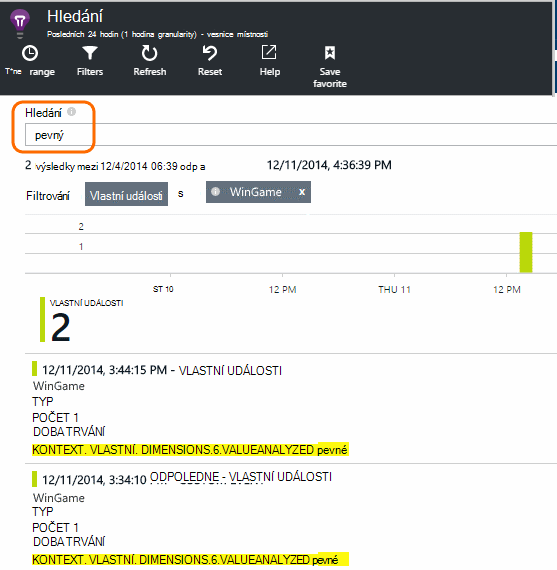 Hledání
Posledních 24 hodin (1 hodina granularity) - vesnice místnosti
T*ne range Filters Refresh Reset Help Save favorite
Hledání
pevný
2 výsledky mezi 12/4/2014 06:39 odp a 12/11/2014, 4:36:39 PM
Filtrování Vlastní události s WinGame x
2
1
ST 10 12 PM THU 11 12 PM
VLASTNÍ UDÁLOSTI
2
12/11/2014, 3:44:15 PM - VLASTNÍ UDÁLOSTI
WinGame
TYP
POČET 1
DOBA TRVÁNÍ
KONTEXT. VLASTNÍ. DIMENSIONS.6.VALUEANALYZED pevné
12/11/2014, 3:34:10 ODPOLEDNE - VLASTNÍ UDÁLOSTI
WinGame
TYP
POČET 1
DOBA TRVÁNÍ
KONTEXT. VLASTNÍ. DIMENSIONS.6.VALUEANALYZED pevné